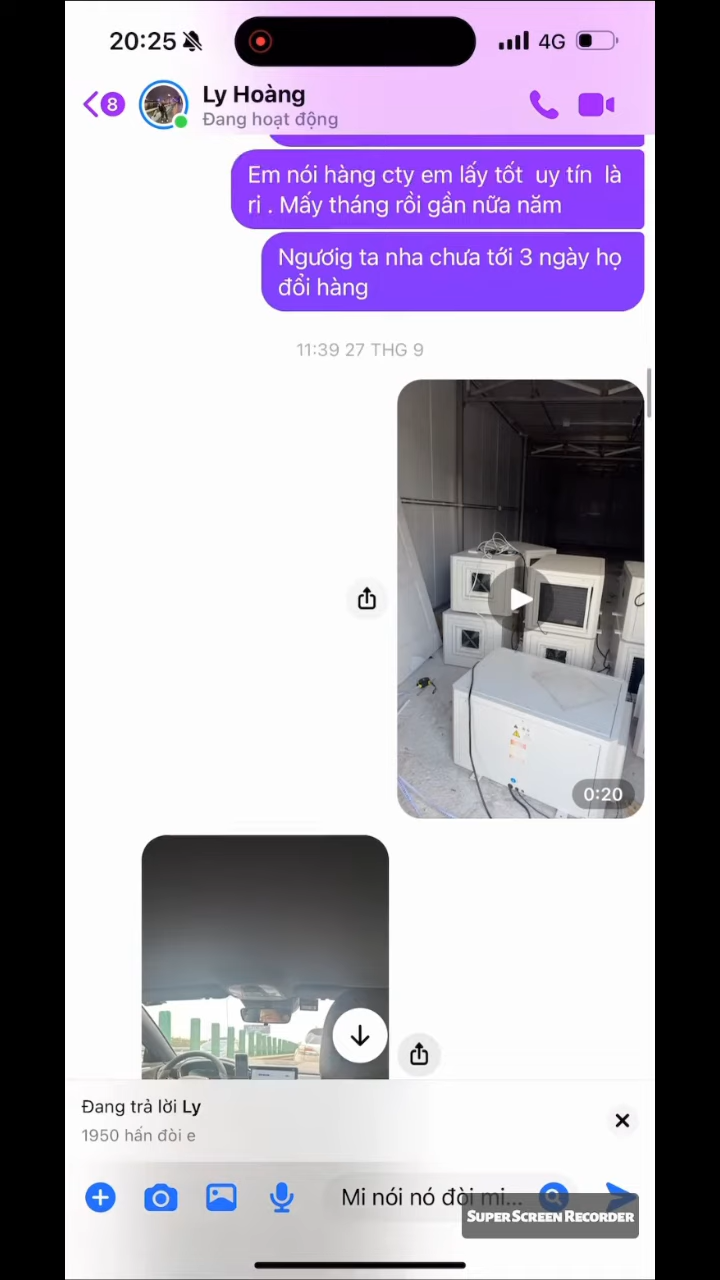 20:25
4G
8
Ly Hoàng
Đang hoạt động
Em nói hàng cty em lấy tốt uy tín là
ri . Mấy tháng rồi gần nữa năm
Ngươig ta nha chưa tới 3 ngày họ
đổi hàng
11:39 27 THG 9
0:20
Đang trả lời Ly
1950 hấn đòi e
Mi nói nó đòi mi...
SUPER SCREEN RECORDER